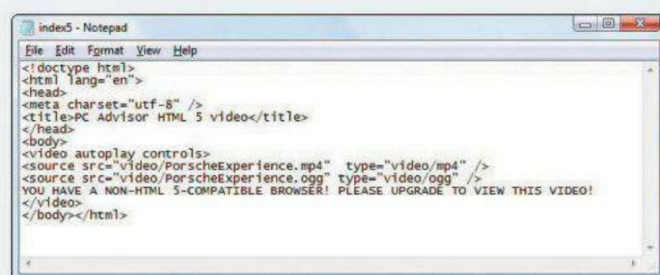 index5 - Notepad
File Edit Format View Help
<!doctype html>
<html lang="en">
<head>
<meta charset="utf-8" />
<title>PC Advisor HTML 5 video</title>
</head>
<body>
<video autoplay controls>
<source src="video/PorscheExperience.mp4"  type="video/mp4" />
<source src="video/PorscheExperience.ogg" type="video/ogg" />
YOU HAVE A NON-HTML 5-COMPATIBLE BROWSER! PLEASE UPGRADE TO VIEW THIS VIDEO!
</video>
</body></html>